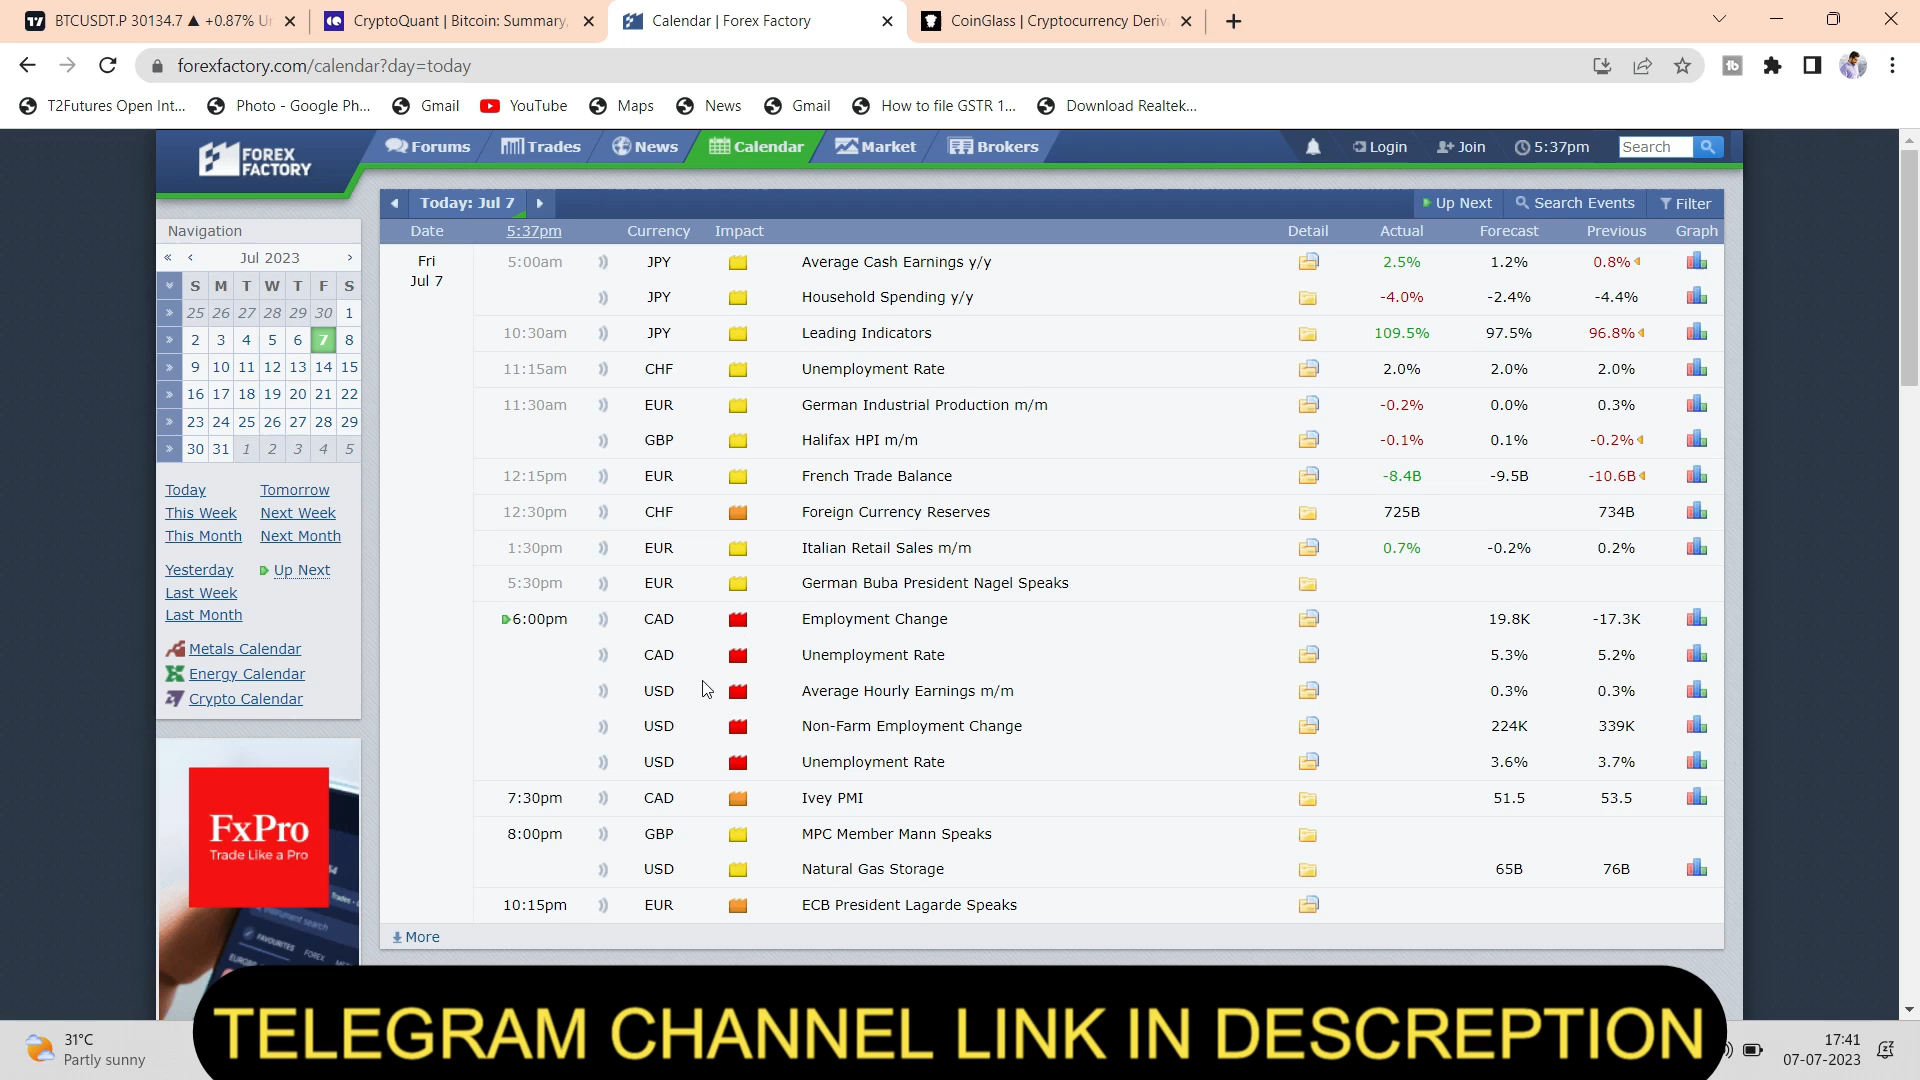 BTCUSDT.P 30134.7 ▲ +0.87% Un
CryptoQuant | Bitcoin: Summary,
Calendar | Forex Factory
CoinGlass | Cryptocurrency Deriv
forexfactory.com/calendar?day=today
T2Futures Open Int... Photo - Google Ph... Gmail YouTube Maps News Gmail How to file GSTR 1... Download Realtek...
FOREX FACTORY
Forums Trades News Calendar Market Brokers Login Join 5:37pm Search
Navigation
« ‹ Jul 2023 ›
S M T W T F S
25 26 27 28 29 30 1
2 3 4 5 6 7 8
9 10 11 12 13 14 15
16 17 18 19 20 21 22
23 24 25 26 27 28 29
30 31 1 2 3 4 5
Today Tomorrow
This Week Next Week
This Month Next Month
Yesterday Up Next
Last Week
Last Month
Metals Calendar
Energy Calendar
Crypto Calendar
FxPro
Trade Like a Pro
Instrument search
FAVOURITES FOREX
Today: Jul 7 Up Next Search Events Filter
Date 5:37pm Currency Impact Detail Actual Forecast Previous Graph
Fri Jul 7 5:00am JPY Average Cash Earnings y/y 2.5% 1.2% 0.8%
JPY Household Spending y/y -4.0% -2.4% -4.4%
10:30am JPY Leading Indicators 109.5% 97.5% 96.8%
11:15am CHF Unemployment Rate 2.0% 2.0% 2.0%
11:30am EUR German Industrial Production m/m -0.2% 0.0% 0.3%
GBP Halifax HPI m/m -0.1% 0.1% -0.2%
12:15pm EUR French Trade Balance -8.4B -9.5B -10.6B
12:30pm CHF Foreign Currency Reserves 725B 734B
1:30pm EUR Italian Retail Sales m/m 0.7% -0.2% 0.2%
5:30pm EUR German Buba President Nagel Speaks
6:00pm CAD Employment Change 19.8K -17.3K
CAD Unemployment Rate 5.3% 5.2%
USD Average Hourly Earnings m/m 0.3% 0.3%
USD Non-Farm Employment Change 224K 339K
USD Unemployment Rate 3.6% 3.7%
7:30pm CAD Ivey PMI 51.5 53.5
8:00pm GBP MPC Member Mann Speaks
USD Natural Gas Storage 65B 76B
10:15pm EUR ECB President Lagarde Speaks
More
TELEGRAM CHANNEL LINK IN DESCREPTION
31°C
Partly sunny
17:41
07-07-2023